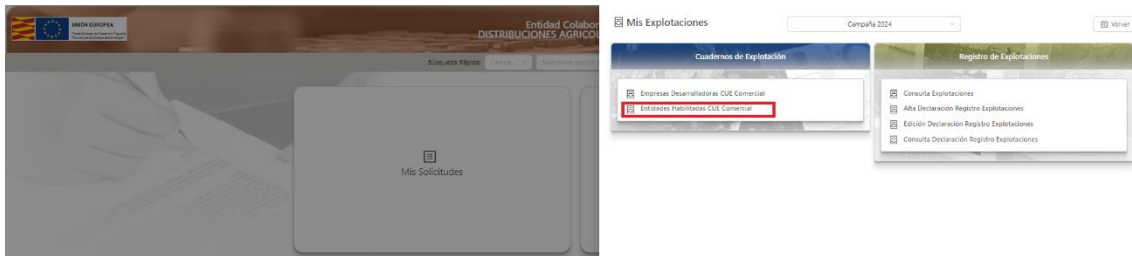 UNIÓN EUROPEA
Entidad Colabor
DISTRIBUCIONES AGRICOL
Búsqueda Rápida:
Campa...
Mis Solicitudes
Mis Explotaciones
Campaña 2024
Volver
Cuadernos de Explotación
Empresas Desarrolladoras CUE Comercial
Entidades Habilitadas CUE Comercial
Registro de Explotaciones
Consulta Explotaciones
Alta Declaración Registro Explotaciones
Edición Declaración Registro Explotaciones
Consulta Declaración Registro Explotaciones